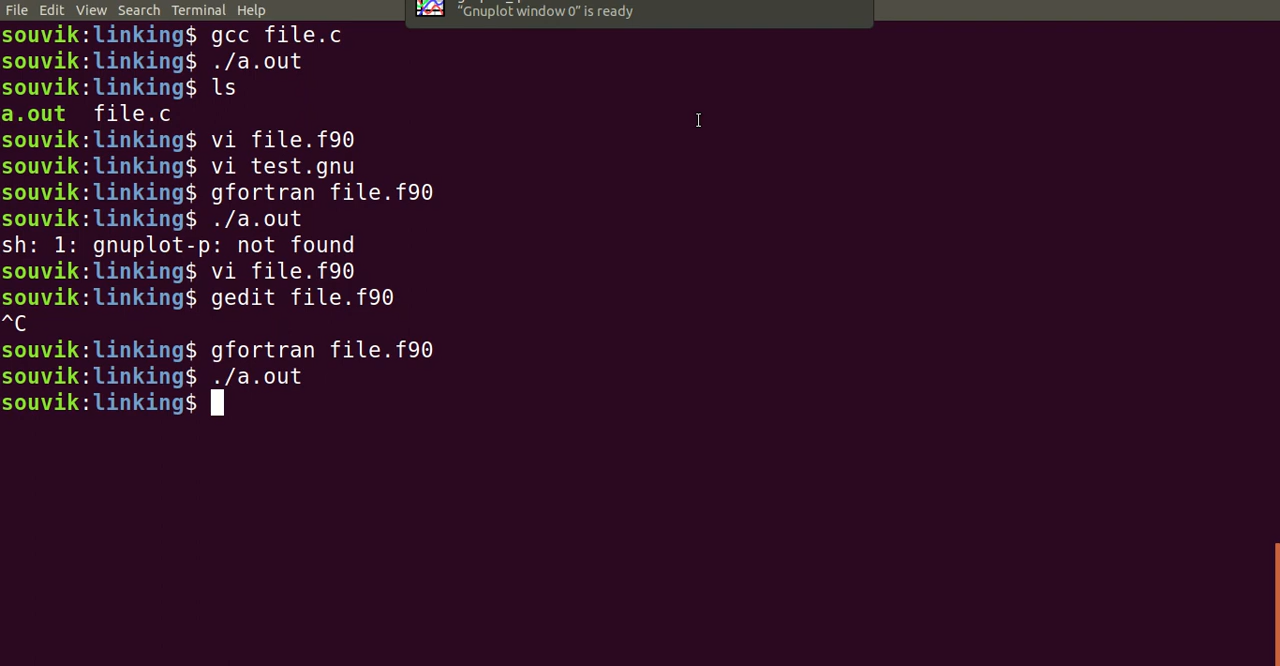 File Edit View Search Terminal Help
"Gnuplot window 0" is ready
souvik:linking$ gcc file.c
souvik:linking$ ./a.out
souvik:linking$ ls
a.out  file.c
souvik:linking$ vi file.f90
souvik:linking$ vi test.gnu
souvik:linking$ gfortran file.f90
souvik:linking$ ./a.out
sh: 1: gnuplot-p: not found
souvik:linking$ vi file.f90
souvik:linking$ gedit file.f90
^C
souvik:linking$ gfortran file.f90
souvik:linking$ ./a.out
souvik:linking$